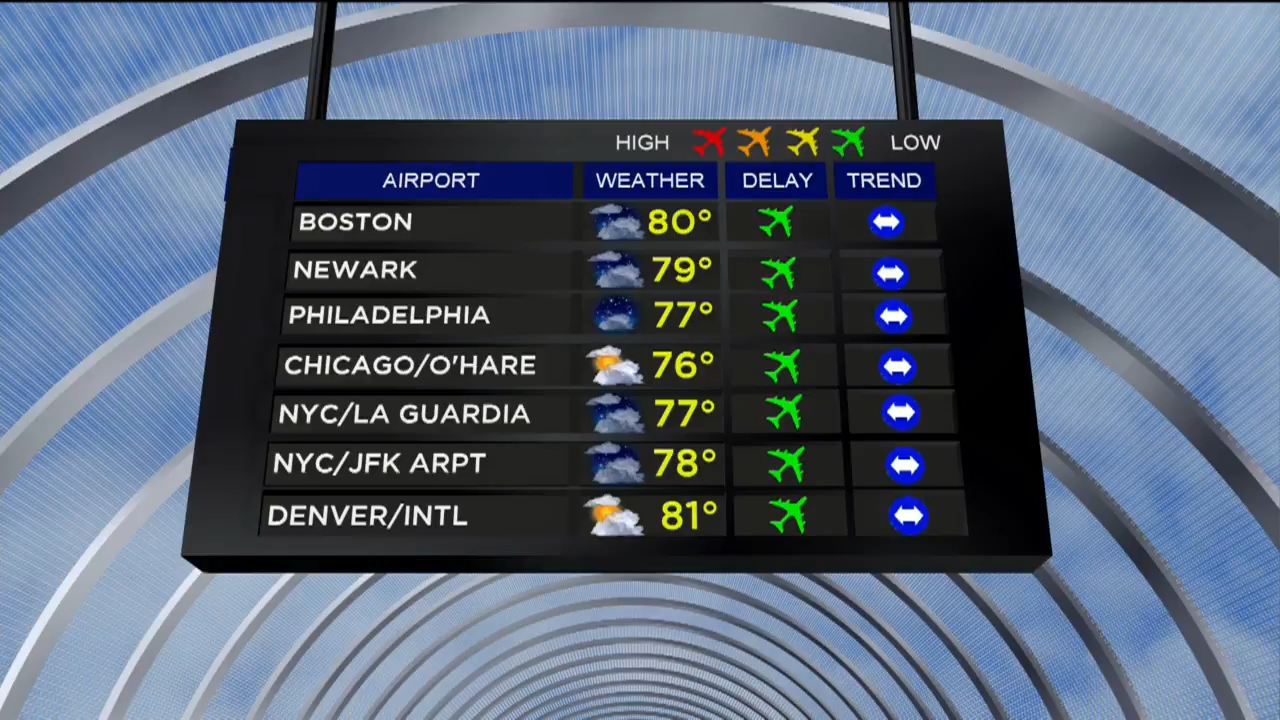 HIGH LOW
AIRPORT WEATHER DELAY TREND
BOSTON 80°
NEWARK 79°
PHILADELPHIA 77°
CHICAGO/O'HARE 76°
NYC/LA GUARDIA 77°
NYC/JFK ARPT 78°
DENVER/INTL 81°